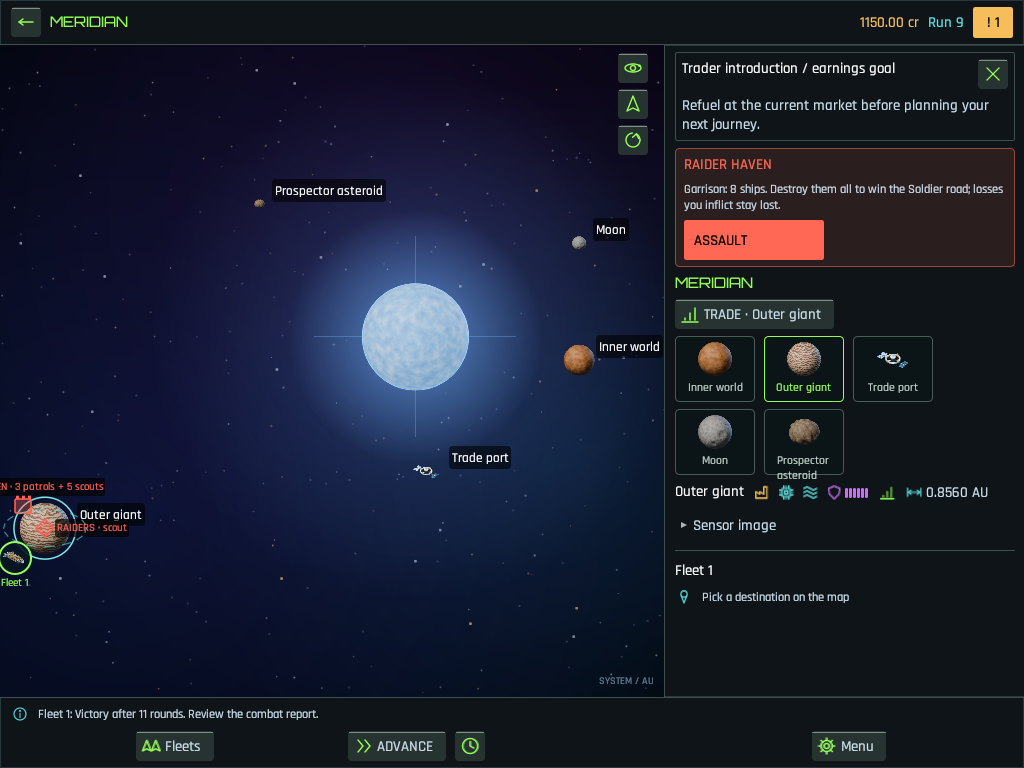 MERIDIAN
1150.00 cr
Run 9
! 1
Trader introduction / earnings goal
Refuel at the current market before planning your
next journey.
RAIDER HAVEN
Garrison: 8 ships. Destroy them all to win the Soldier road; losses
you inflict stay lost.
ASSAULT
MERIDIAN
TRADE · Outer giant
Inner world
Outer giant
Trade port
Moon
Prospector
asteroid
Outer giant
0.8560 AU
Sensor image
Fleet 1
Pick a destination on the map
Prospector asteroid
Moon
Inner world
Trade port
EN · 3 patrols + 5 scouts
Outer giant
RAIDERS · scout
Fleet 1
SYSTEM / AU
Fleet 1: Victory after 11 rounds. Review the combat report.
Fleets
ADVANCE
Menu